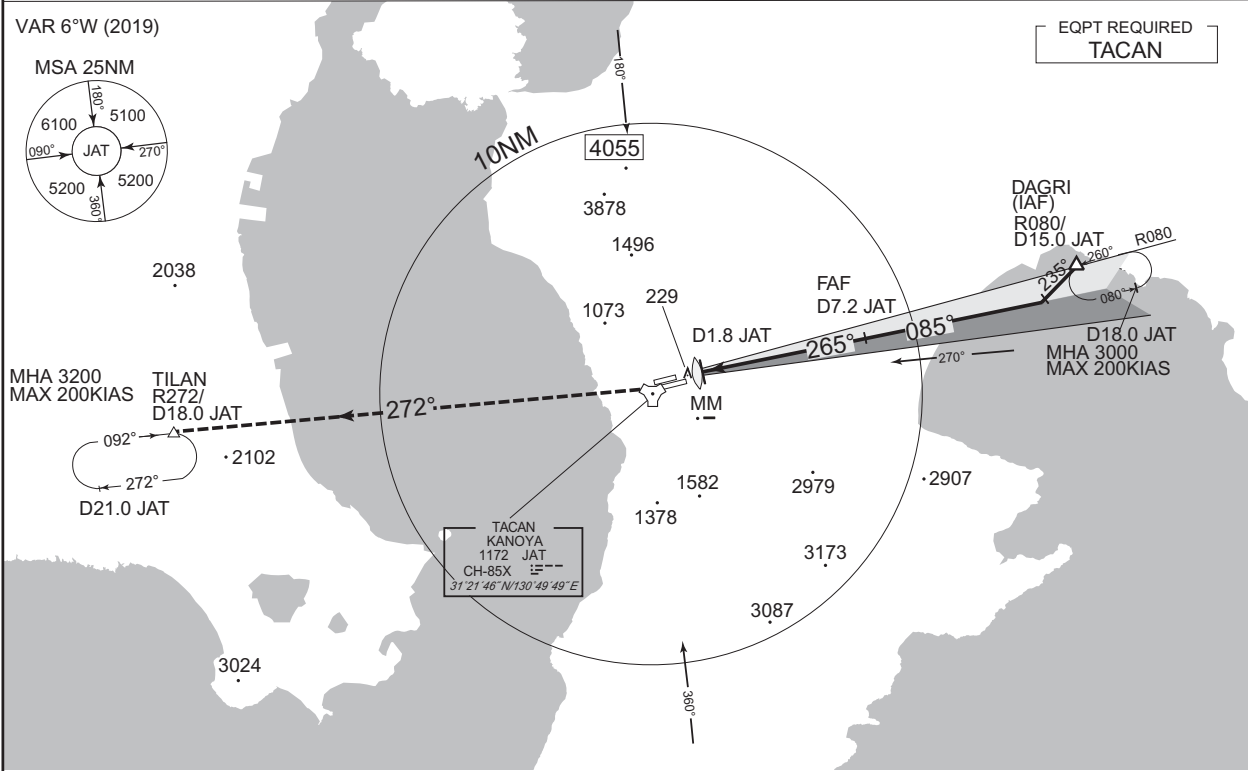 VAR 6°W (2019)
EQPT REQUIRED
TACAN
MSA 25NM
180°
6100
5100
090°
JAT
270°
5200
5200
360°
180°
10NM
4055
3878
1496
2038
1073
229
DAGRI
(IAF)
R080/
D15.0 JAT
R080
260°
235°
080°
FAF
D7.2 JAT
D1.8 JAT
265°
085°
D18.0 JAT
MHA 3000
MAX 200KIAS
270°
MHA 3200
MAX 200KIAS
TILAN
R272/
D18.0 JAT
272°
MM
092°
272°
D21.0 JAT
2102
1582
2979
2907
1378
TACAN
KANOYA
1172 JAT
CH-85X
31°21'46"N/130°49'49"E
3173
3087
3024
360°